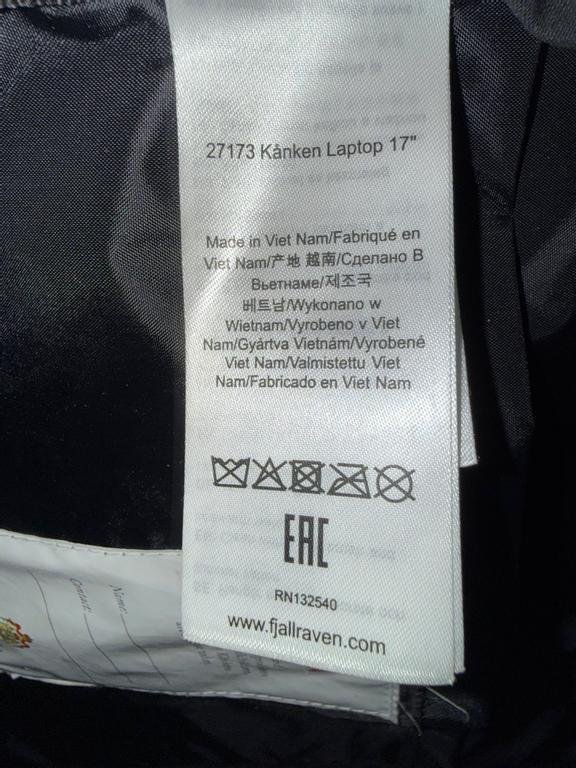 27173 Kånken Laptop 17"
Made in Viet Nam/Fabriqué en
Viet Nam/产地 越南/Сделано В
Вьетнаме/제조국
베트남/Wykonano w
Wietnam/Vyrobeno v Viet
Nam/Gyártva Vietnám/Vyrobené
Viet Nam/Valmistettu Viet
Nam/Fabricado en Viet Nam
EAC
RN132540
www.fjallraven.com
Name:
Contact: